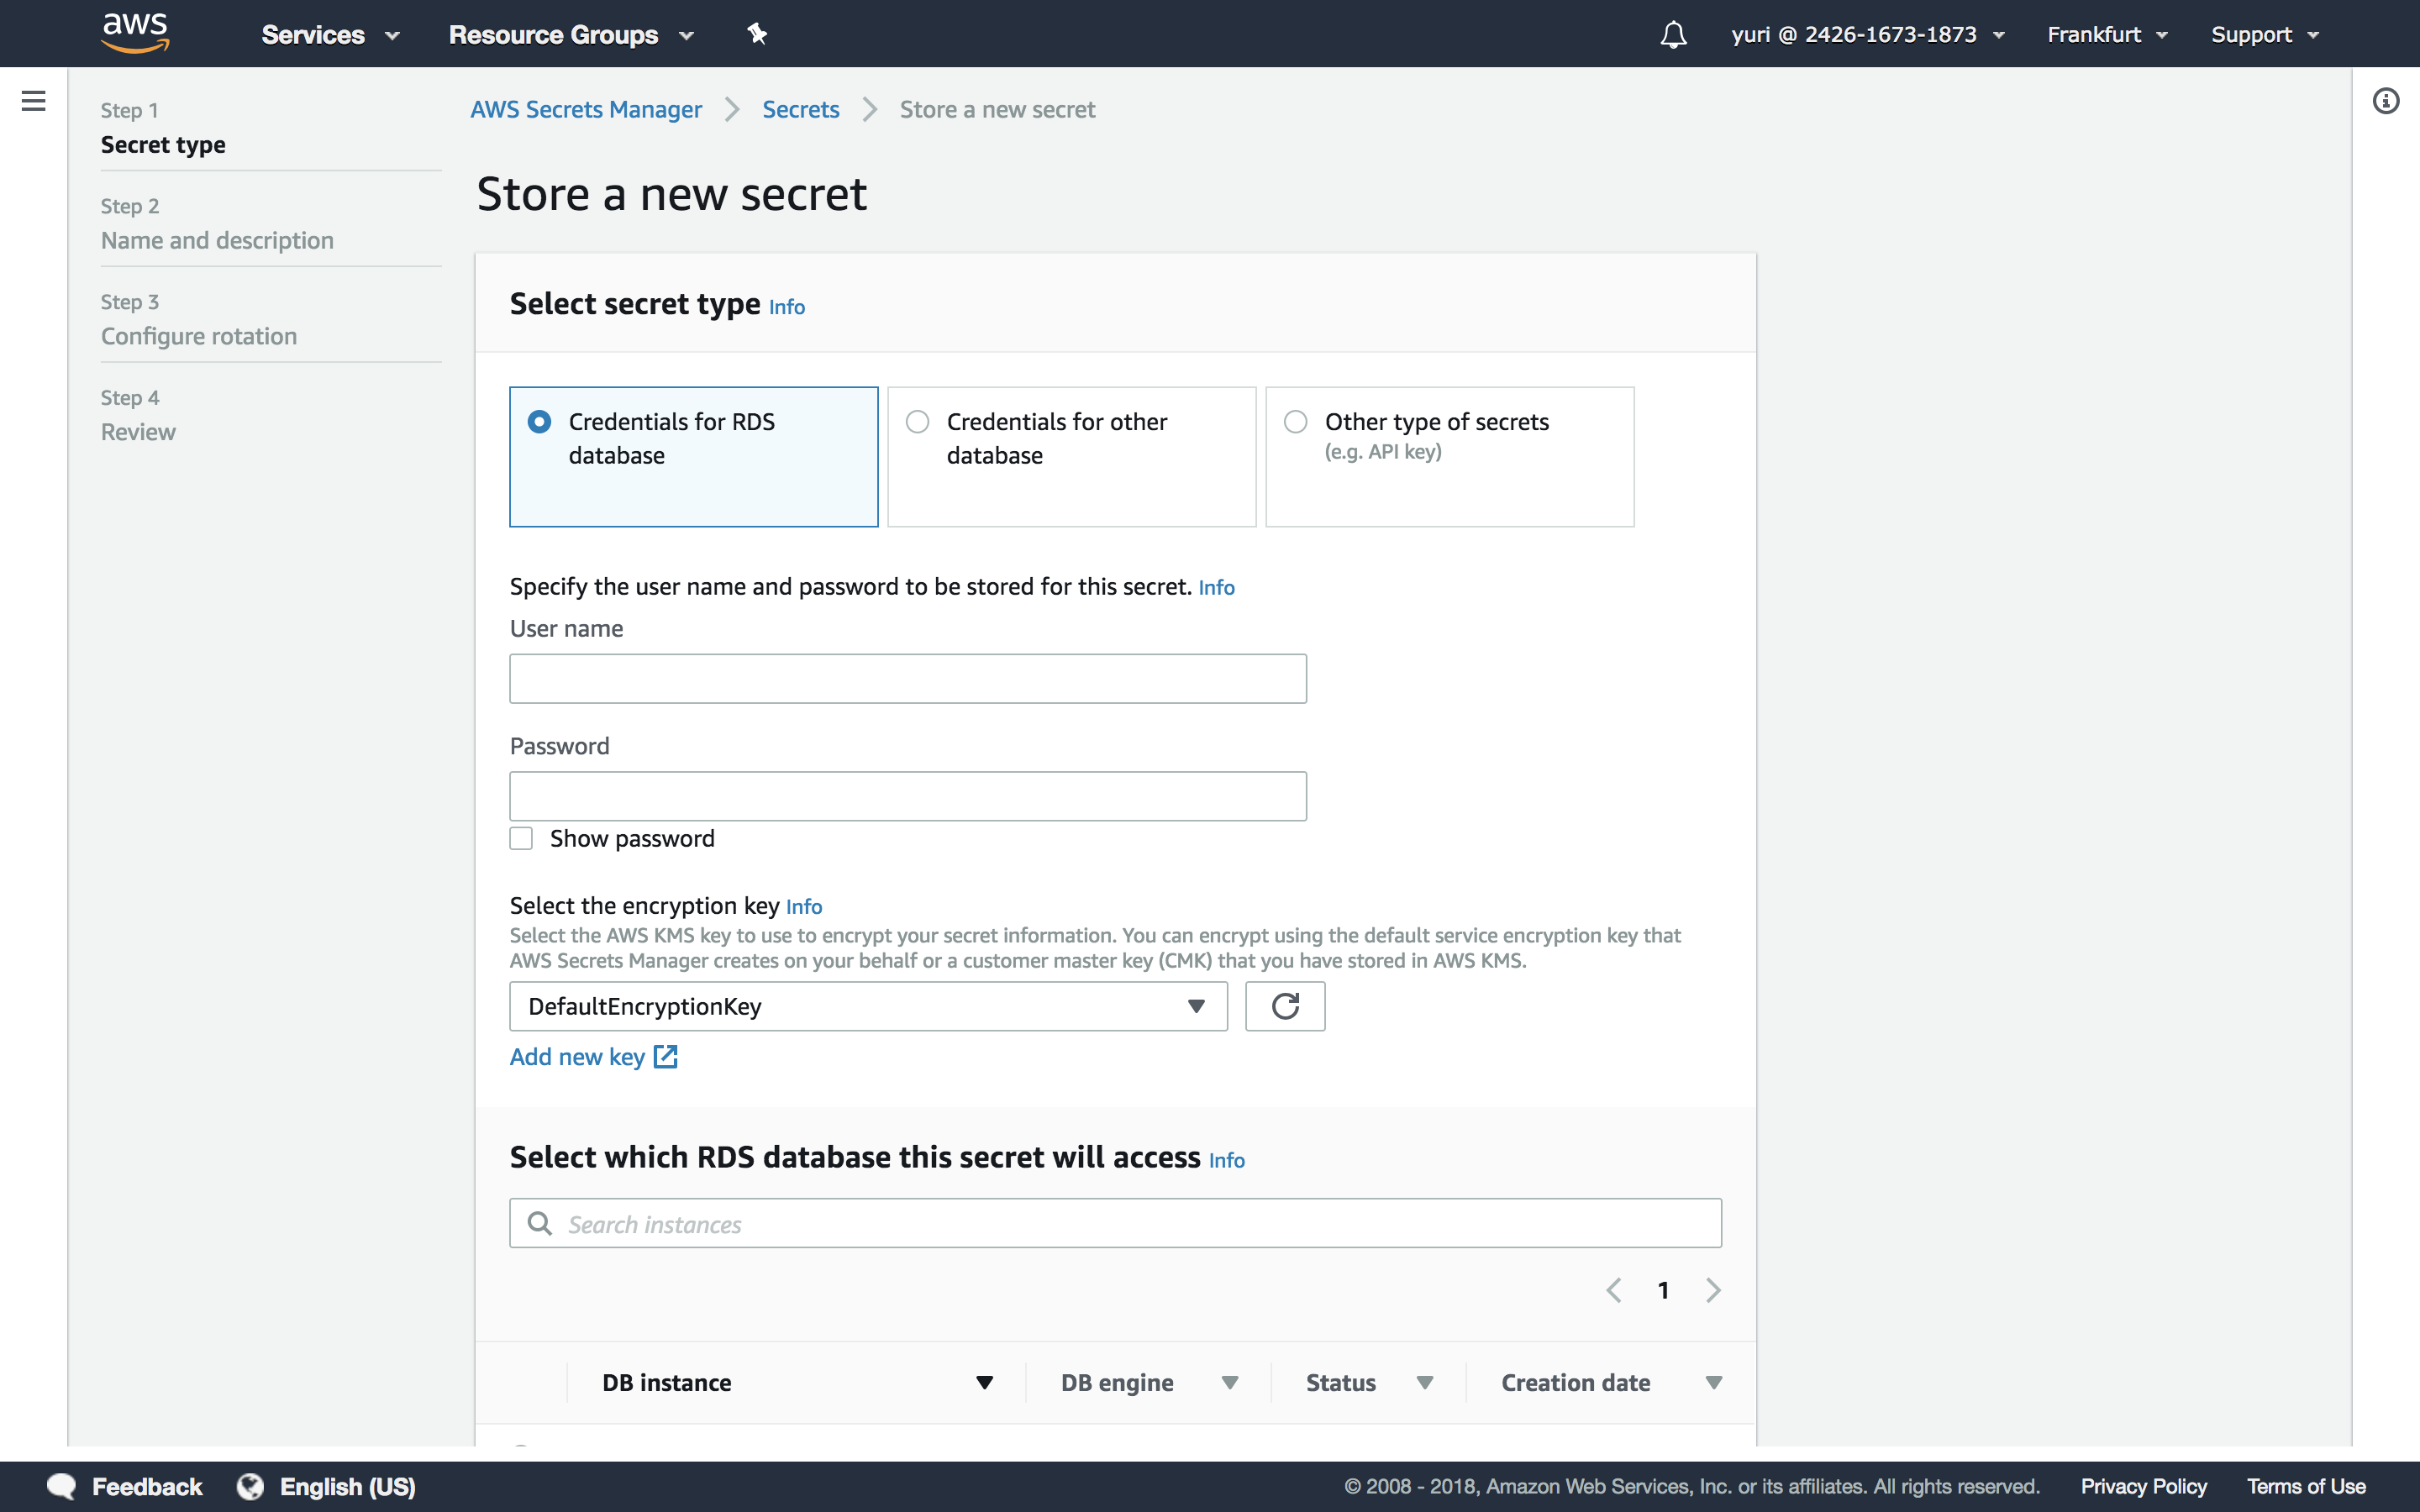 aws
Services
Resource Groups
yuri @ 2426-1673-1873
Frankfurt
Support
Step 1
Secret type
Step 2
Name and description
Step 3
Configure rotation
Step 4
Review
AWS Secrets Manager
Secrets
Store a new secret
Store a new secret
Select secret type Info
Credentials for RDS
database
Credentials for other
database
Other type of secrets
(e.g. API key)
Specify the user name and password to be stored for this secret. Info
User name
Password
Show password
Select the encryption key Info
Select the AWS KMS key to use to encrypt your secret information. You can encrypt using the default service encryption key that
AWS Secrets Manager creates on your behalf or a customer master key (CMK) that you have stored in AWS KMS.
DefaultEncryptionKey
Add new key
Select which RDS database this secret will access Info
Search instances
1
DB instance
DB engine
Status
Creation date
Feedback
English (US)
© 2008 - 2018, Amazon Web Services, Inc. or its affiliates. All rights reserved.
Privacy Policy
Terms of Use